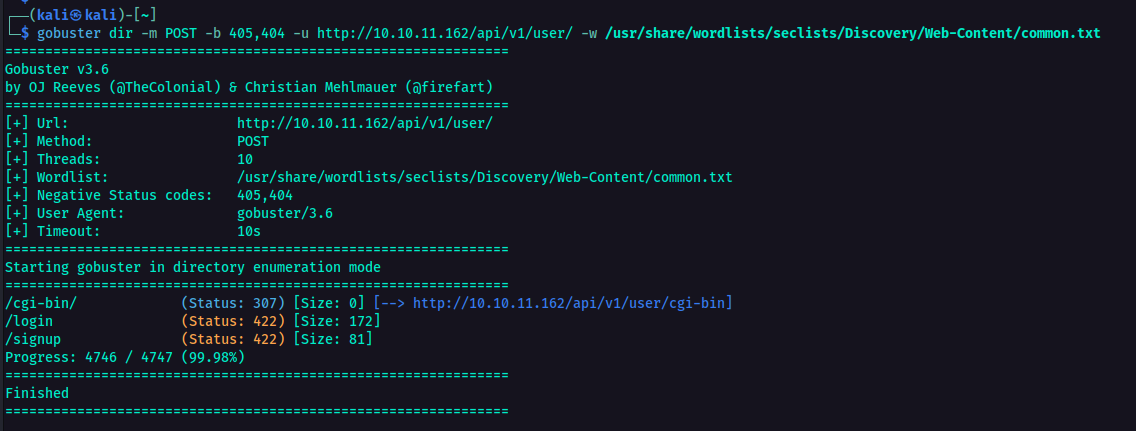 ┌──(kali㉿kali)-[~]
└─$ gobuster dir -m POST -b 405,404 -u http://10.10.11.162/api/v1/user/ -w /usr/share/wordlists/seclists/Discovery/Web-Content/common.txt
===============================================================
Gobuster v3.6
by OJ Reeves (@TheColonial) & Christian Mehlmauer (@firefart)
===============================================================
[+] Url:                     http://10.10.11.162/api/v1/user/
[+] Method:                  POST
[+] Threads:                 10
[+] Wordlist:                /usr/share/wordlists/seclists/Discovery/Web-Content/common.txt
[+] Negative Status codes:   405,404
[+] User Agent:              gobuster/3.6
[+] Timeout:                 10s
===============================================================
Starting gobuster in directory enumeration mode
===============================================================
/cgi-bin/             (Status: 307) [Size: 0] [--> http://10.10.11.162/api/v1/user/cgi-bin]
/login                (Status: 422) [Size: 172]
/signup               (Status: 422) [Size: 81]
Progress: 4746 / 4747 (99.98%)
===============================================================
Finished
===============================================================